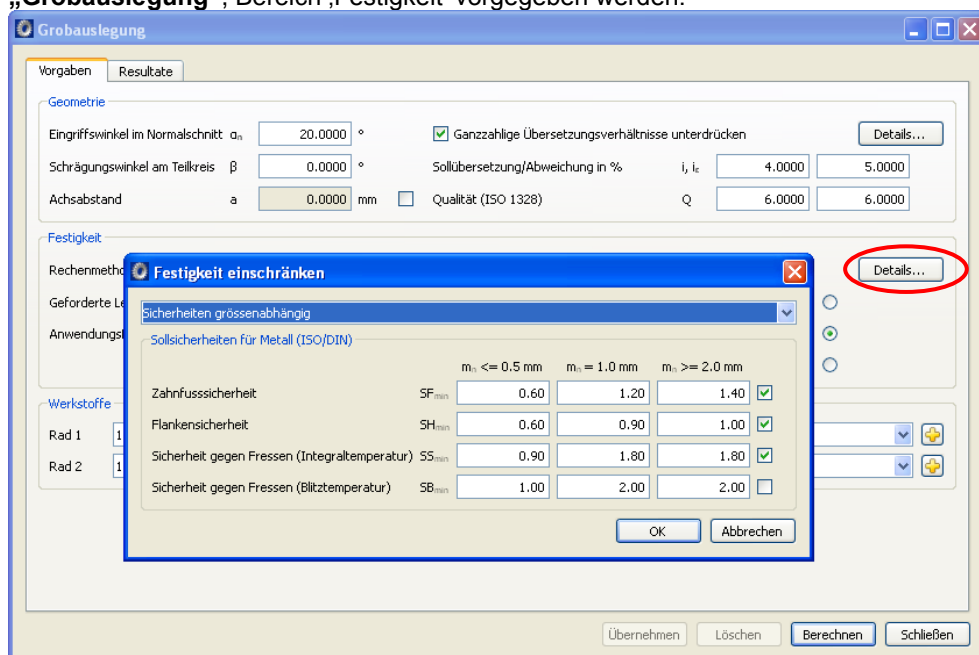 „Grobauslegung“, Bereich ‚Festigkeit‘ vorgegeben werden.
Grobauslegung
Vorgaben Resultate
Geometrie
Eingriffswinkel im Normalschnitt αn 20.0000 ° Ganzzahlige Übersetzungsverhältnisse unterdrücken Details...
Schrägungswinkel am Teilkreis β 0.0000 ° Sollübersetzung/Abweichung in % i, iε 4.0000 5.0000
Achsabstand a 0.0000 mm Qualität (ISO 1328) Q 6.0000 6.0000
Festigkeit
Details...
Geforderte
Festigkeit einschränken
Sicherheiten grössenabhängig
Sollsicherheiten für Metall (ISO/DIN)
mn <= 0.5 mm mn = 1.0 mm mn >= 2.0 mm
Zahnfusssicherheit SFmin 0.60 1.20 1.40
Flankensicherheit SHmin 0.60 0.90 1.00
Sicherheit gegen Fressen (Integraltemperatur) SSmin 0.90 1.80 1.80
Sicherheit gegen Fressen (Blitztemperatur) SBmin 1.00 2.00 2.00
OK Abbrechen
Werkstoffe
Rad 1 1
Rad 2 1
Übernehmen Löschen Berechnen Schließen